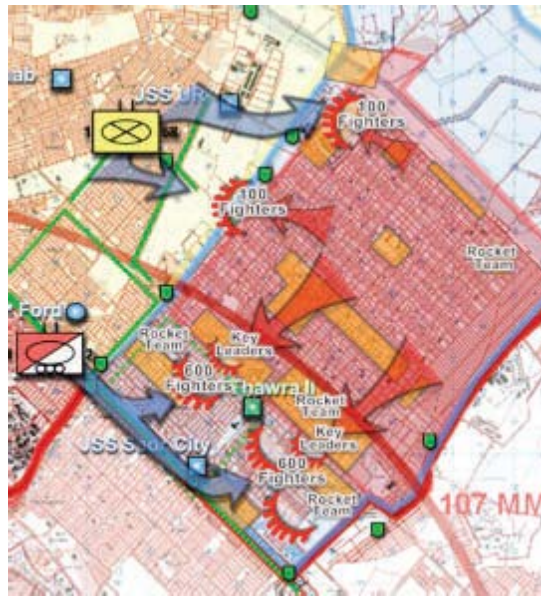 JSS UR
100
Fighters
100
Fighters
Rocket
Team
Ford
Rocket
Team
Key
Leaders
600
Fighters
Thawra II
Rocket
Team
JSS
City
Key
Leaders
600
Fighters
Rocket
Team
107 MM